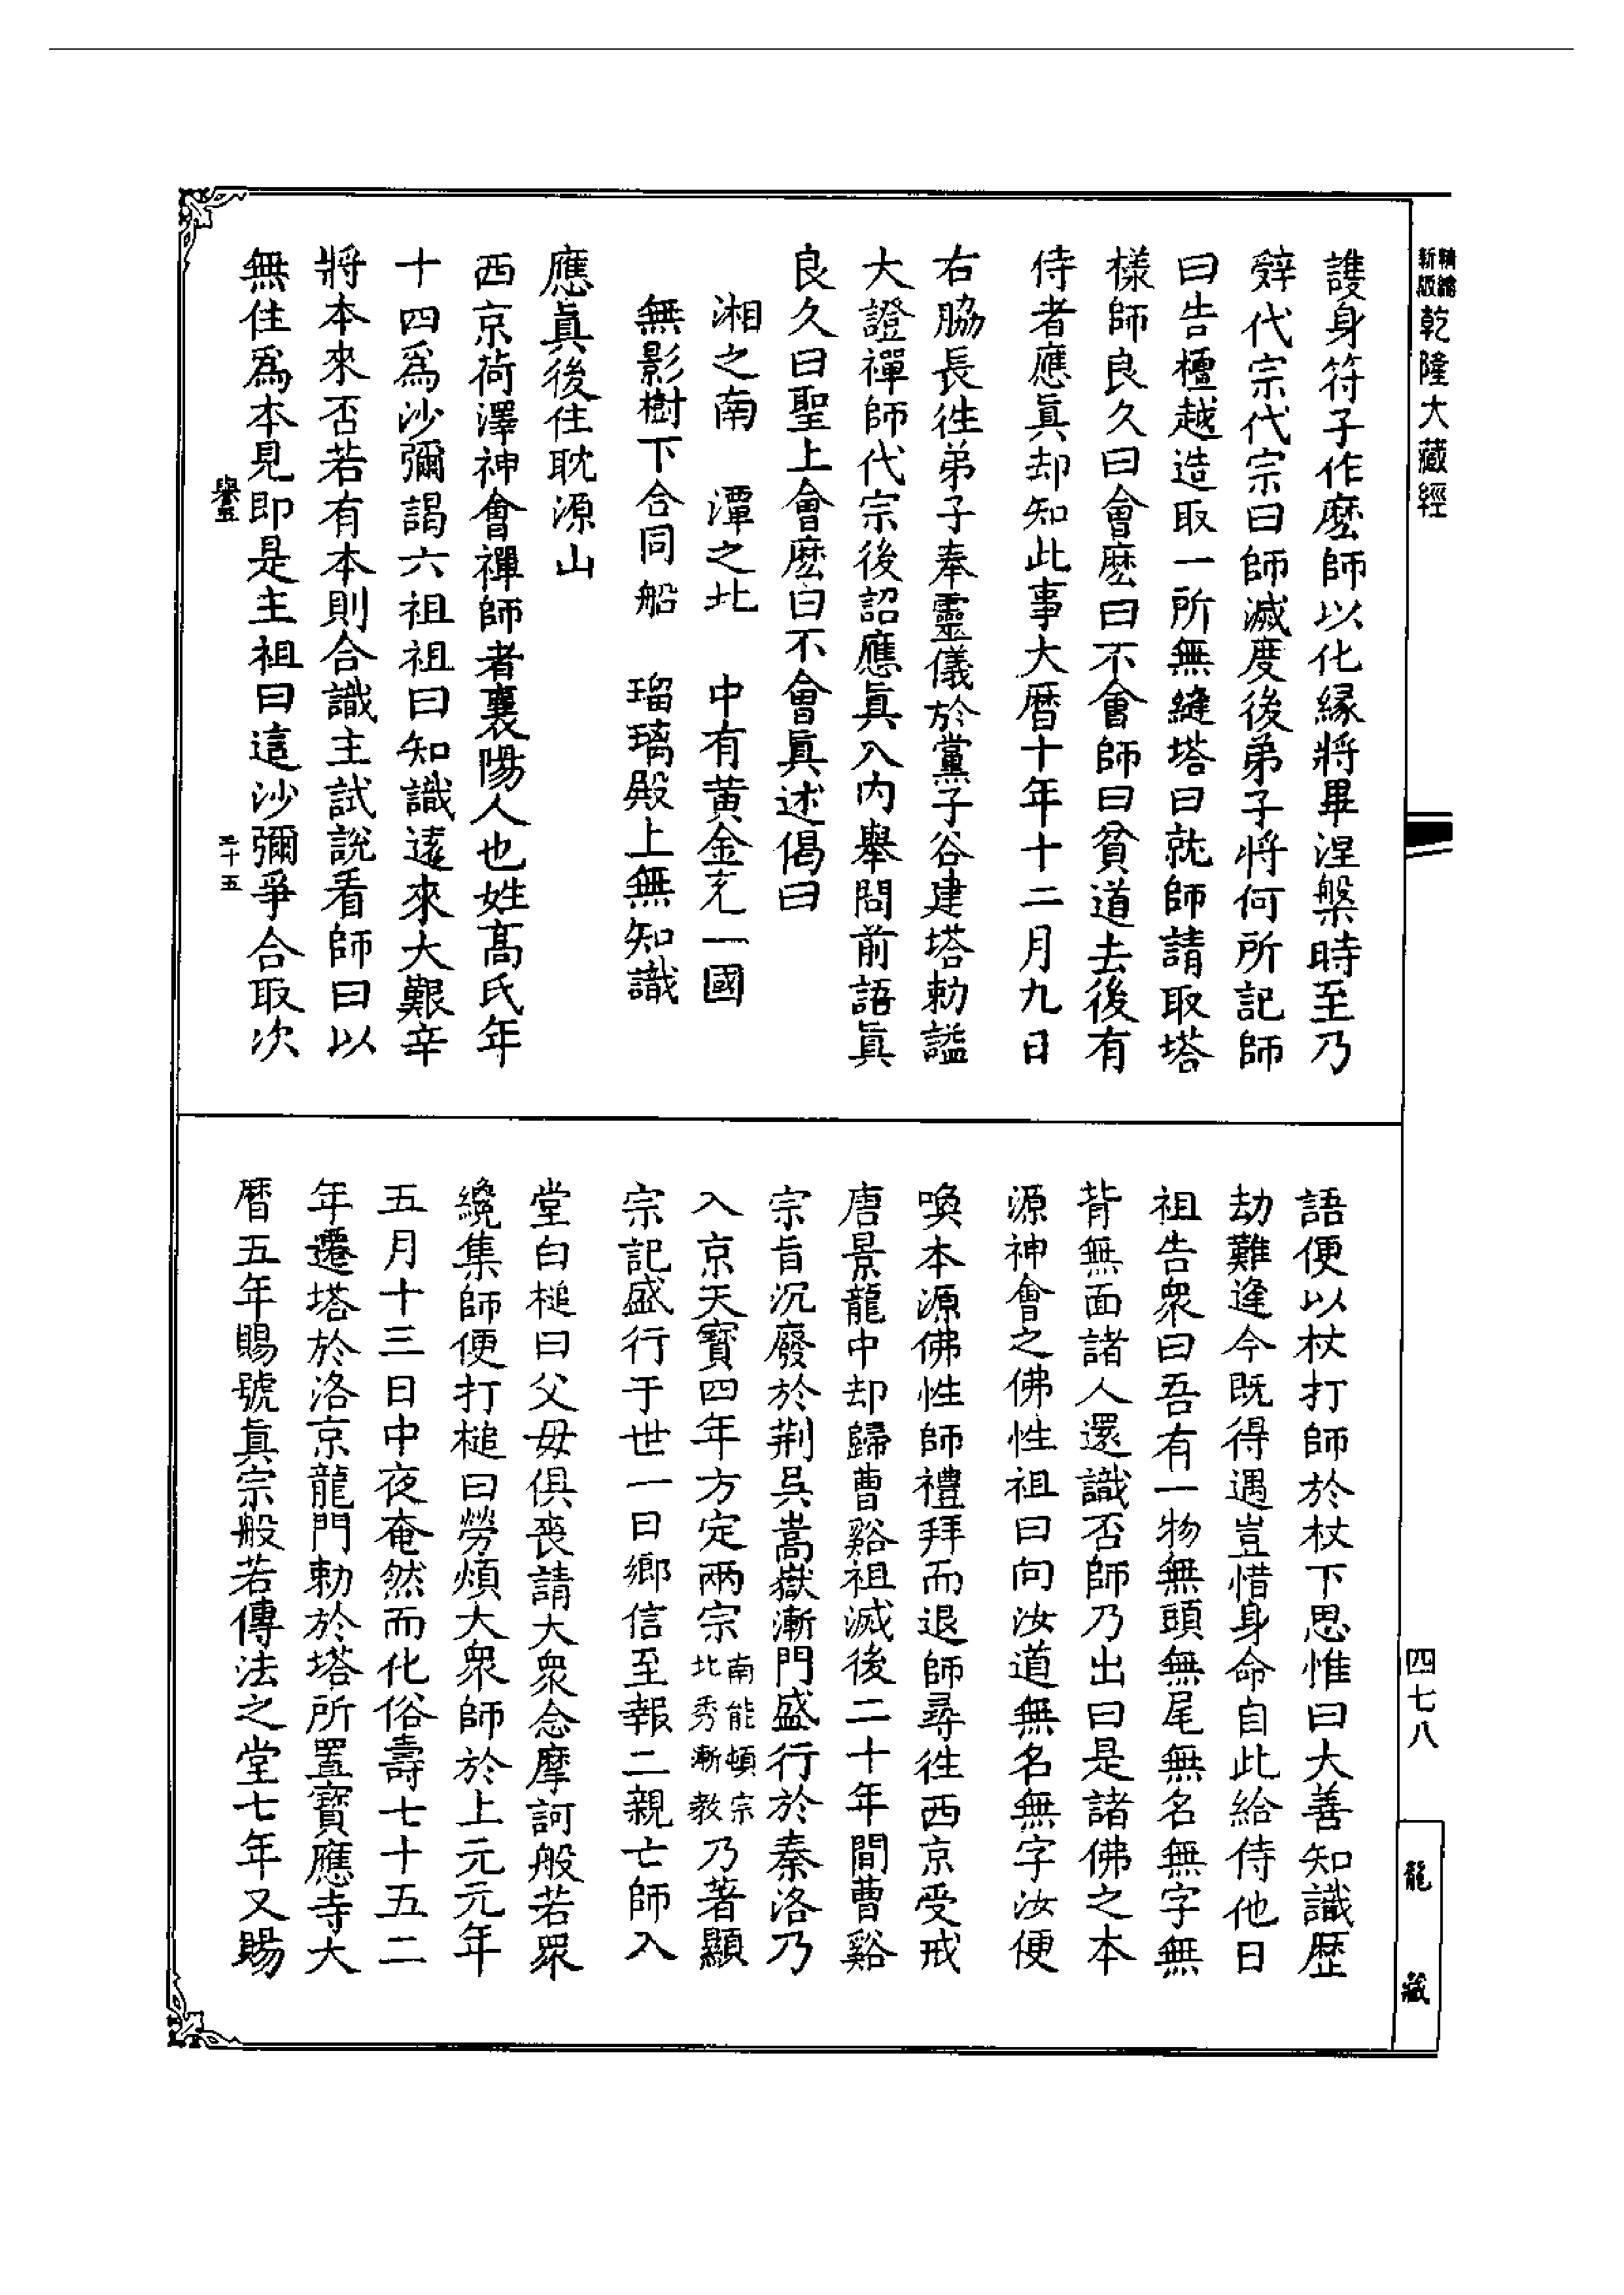 精編
新版
乾隆大藏經
護身符子作麽師以化緣將畢涅槃時至乃
辭代宗代宗曰師滅度後弟子將何所記師
曰告檀越造取一所無縫塔曰就師請取塔
樣師良久曰會麽曰不會師曰貧道去後有
侍者應眞却知此事大曆十年十二月九日
右脇長徃弟子奉靈儀於黨子谷建塔勅諡
大證禪師代宗後詔應眞入內舉問前語眞
良久曰聖上會麽曰不會眞述偈曰
湘之南　潭之北　中有黃金充一國
無影樹下合同船　瑠璃殿上無知識
應眞後住耽源山
西京荷澤神會禪師者襄陽人也姓高氏年
十四爲沙彌謁六祖祖曰知識遠來大艱辛
將本來否若有本則合識主試說看師曰以
無住爲本見即是主祖曰這沙彌爭合取次
二十五
語便以杖打師於杖下思惟曰大善知識歷
劫難逢今既得遇豈惜身命自此給侍他日
祖告衆曰吾有一物無頭無尾無名無字無
背無面諸人還識否師乃出曰是諸佛之本
源神會之佛性祖曰向汝道無名無字汝便
喚本源佛性師禮拜而退師尋徃西京受戒
唐景龍中却歸曹谿祖滅後二十年間曹谿
宗旨沉廢於荆吳嵩嶽漸門盛行於秦洛乃
入京天寶四年方定兩宗南能頓宗北秀漸教乃著顯
宗記盛行于世一日鄉信至報二親亡師入
堂白槌曰父母俱喪請大衆念摩訶般若衆
纔集師便打槌曰勞煩大衆師於上元元年
五月十三日中夜奄然而化俗壽七十五二
年遷塔於洛京龍門勅於塔所置寶應寺大
曆五年賜號眞宗般若傳法之堂七年又賜
四七八
龍藏